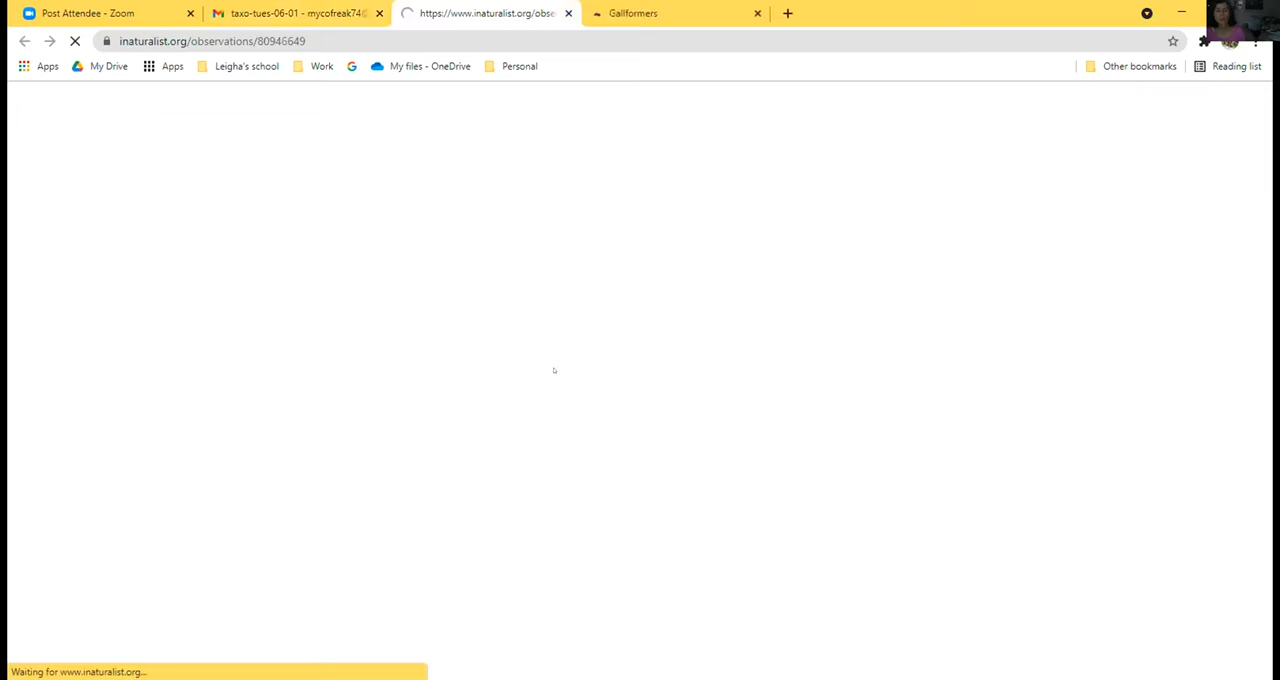 Post Attendee - Zoom
taxo-tues-06-01 - mycofreak74@
https://www.inaturalist.org/obse
Gallformers
inaturalist.org/observations/80946649
Apps My Drive Apps Leigha's school Work My files - OneDrive Personal Other bookmarks Reading list
Waiting for www.inaturalist.org...